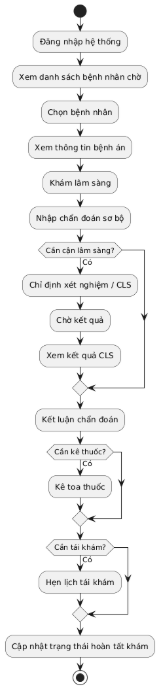 Đăng nhập hệ thống
Xem danh sách bệnh nhân chờ
Chọn bệnh nhân
Xem thông tin bệnh án
Khám lâm sàng
Nhập chẩn đoán sơ bộ
Cần cận lâm sàng?
Có
Chỉ định xét nghiệm / CLS
Chờ kết quả
Xem kết quả CLS
Kết luận chẩn đoán
Cần kê thuốc?
Có
Kê toa thuốc
Cần tái khám?
Có
Hẹn lịch tái khám
Cập nhật trạng thái hoàn tất khám